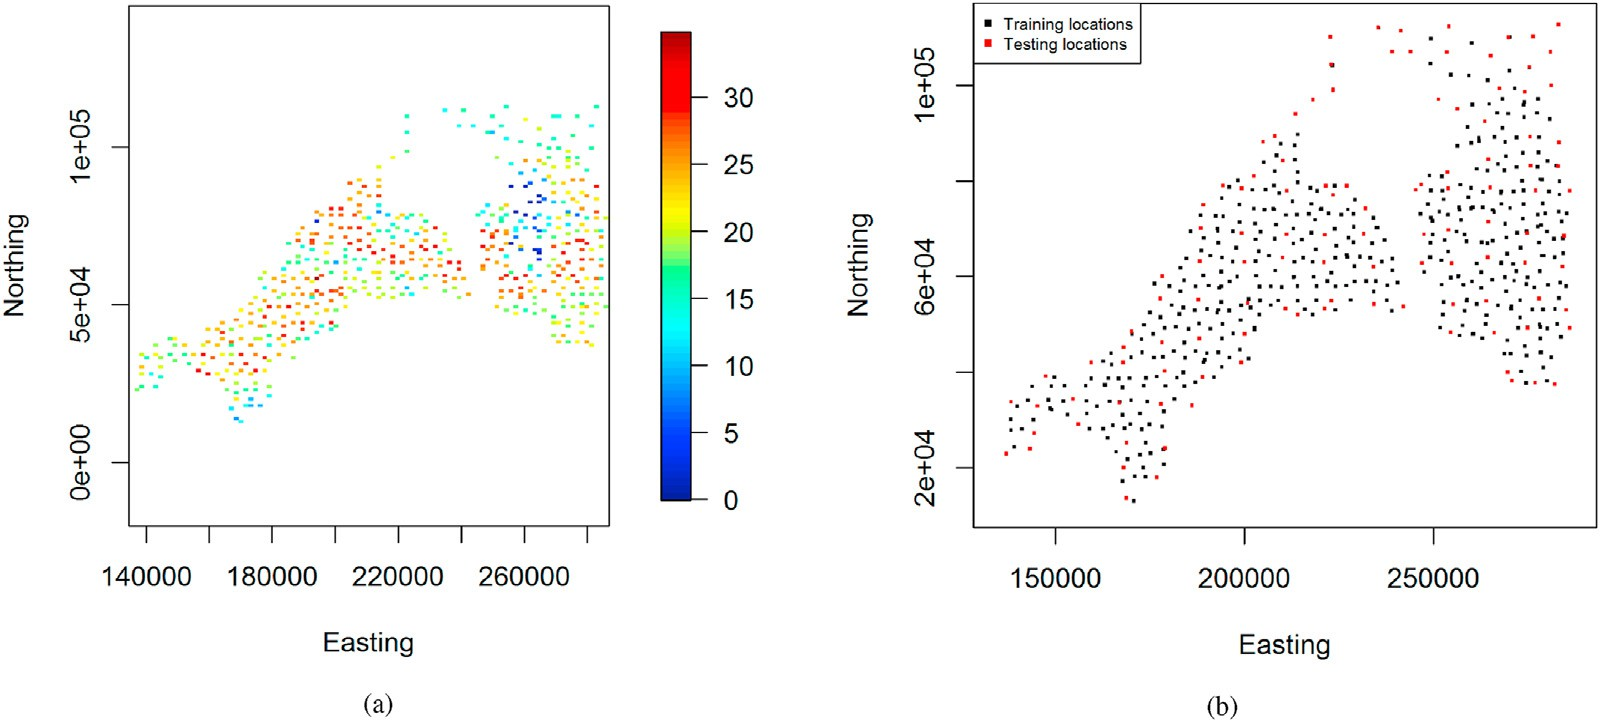 1e+05
5e+04
0e+00
Northing
140000 180000 220000 260000
Easting
30
25
20
15
10
5
0
(a)
Training locations
Testing locations
1e+05
6e+04
2e+04
Northing
150000 200000 250000
Easting
(b)